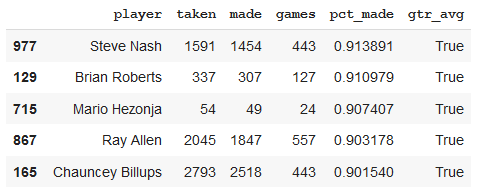 player taken made games pct_made gtr_avg
977 Steve Nash 1591 1454 443 0.913891 True
129 Brian Roberts 337 307 127 0.910979 True
715 Mario Hezonja 54 49 24 0.907407 True
867 Ray Allen 2045 1847 557 0.903178 True
165 Chauncey Billups 2793 2518 443 0.901540 True